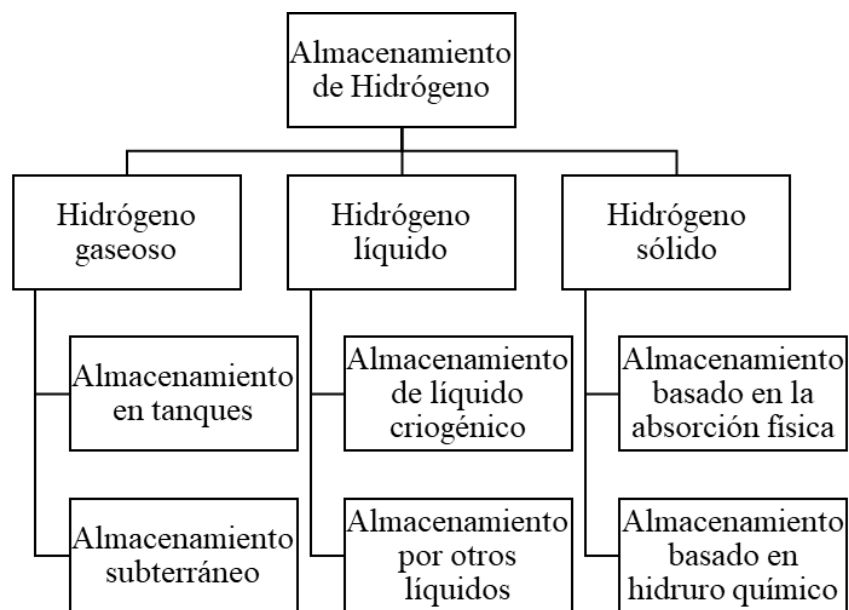 Almacenamiento
de Hidrógeno
Hidrógeno
gaseoso
Hidrógeno
líquido
Hidrógeno
sólido
Almacenamiento
en tanques
Almacenamiento
de líquido
criogénico
Almacenamiento
basado en la
absorción física
Almacenamiento
subterráneo
Almacenamiento
por otros
líquidos
Almacenamiento
basado en
hidruro químico